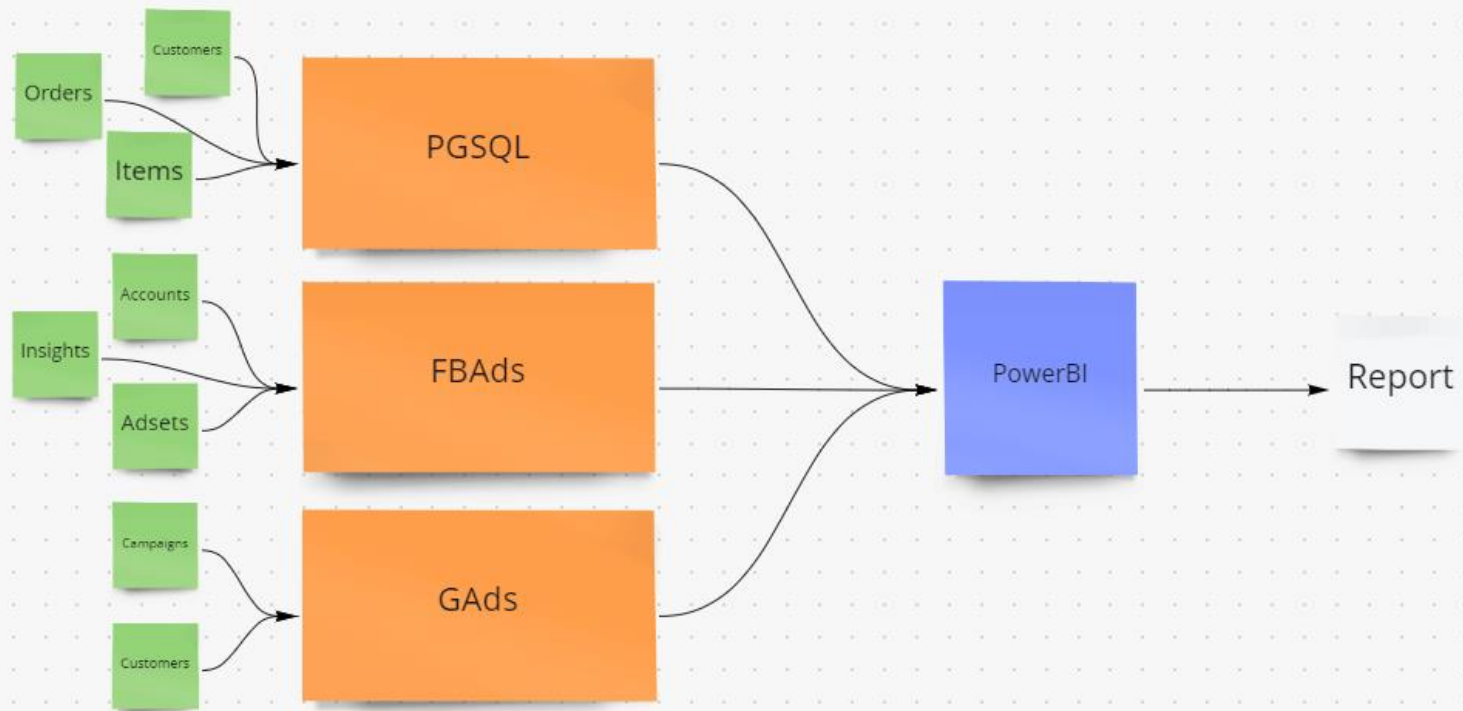 Customers
Orders
Items
PGSQL
Accounts
Insights
Adsets
FBAds
Campaigns
Customers
GAds
PowerBI
Report